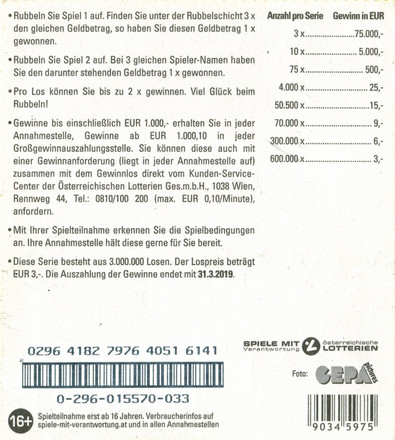 • Rubbeln Sie Spiel 1 auf. Finden Sie unter der Rubbelschicht 3 x
den gleichen Geldbetrag, so haben Sie diesen Geldbetrag 1 x
gewonnen.
• Rubbeln Sie Spiel 2 auf. Bei 3 gleichen Spieler-Namen haben
Sie den darunter stehenden Geldbetrag 1 x gewonnen.
• Pro Los können Sie bis zu 2 x gewinnen. Viel Glück beim
Rubbeln!
• Gewinne bis einschließlich EUR 1.000,- erhalten Sie in jeder
Annahmestelle, Gewinne ab EUR 1.000,10 in jeder
Großgewinnauszahlungsstelle. Sie können diese auch mit
einer Gewinnanforderung (liegt in jeder Annahmestelle auf)
zusammen mit dem Gewinnlos direkt vom Kunden-Service-
Center der Österreichischen Lotterien Ges.m.b.H., 1038 Wien,
Rennweg 44, Tel.: 0810/100 200 (max. EUR 0,10/Minute),
anfordern.
• Mit Ihrer Spielteilnahme erkennen Sie die Spielbedingungen
an. Ihre Annahmestelle hält diese gerne für Sie bereit.
• Diese Serie besteht aus 3.000.000 Losen. Der Lospreis beträgt
EUR 3,-. Die Auszahlung der Gewinne endet mit 31.3.2019.
Anzahl pro Serie Gewinn in EUR
3 x 75.000,-
10 x 5.000,-
75 x 500,-
4.000 x 25,-
50.500 x 15,-
70.000 x 9,-
300.000 x 6,-
600.000 x 3,-
0296 4182 7976 4051 6141
0-296-015570-033
16+ Spielteilnahme erst ab 16 Jahren. Verbraucherinfos auf
spiele-mit-verantwortung.at und in allen Annahmestellen
SPIELE MIT
Verantwortung
österreichische
LOTTERIEN
Foto: GEPA pictures
9034 5975